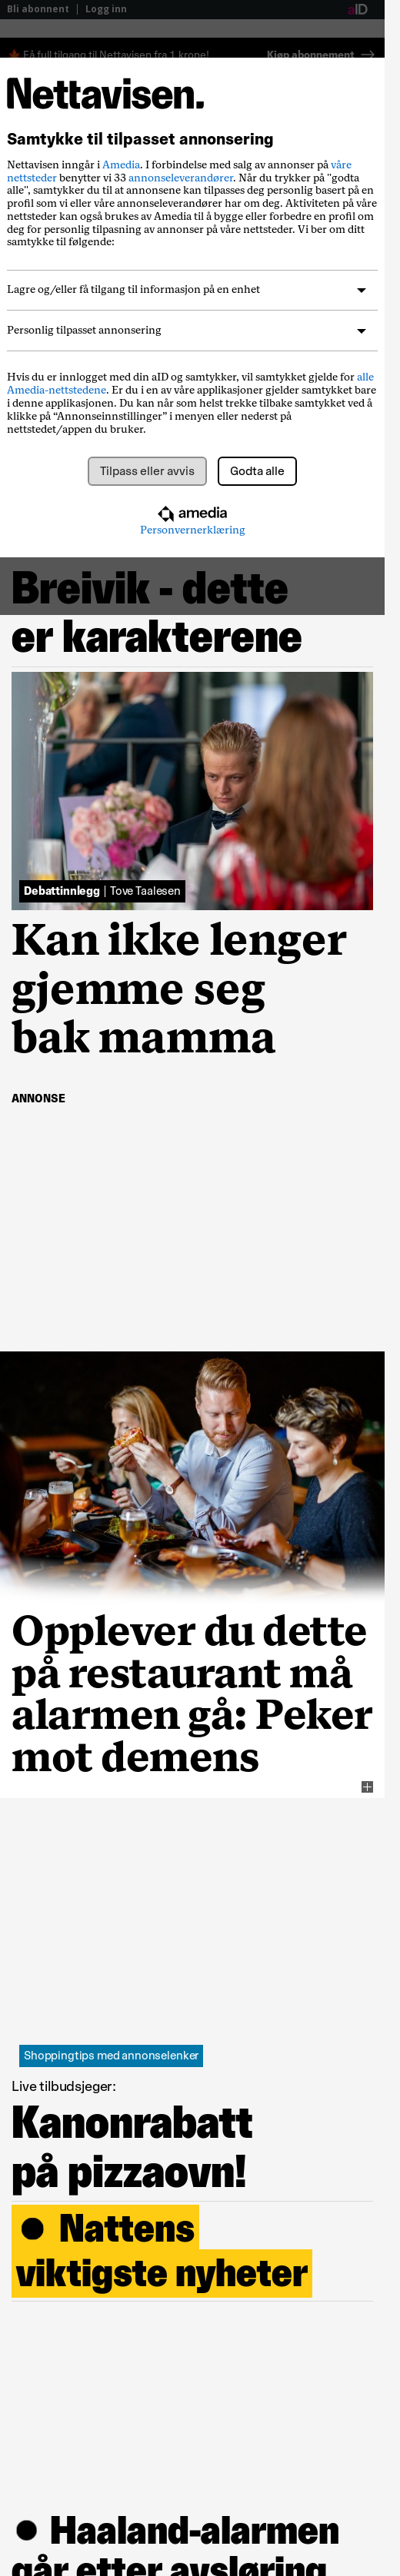 Bli abonnent | Logg inn
aID
🍁 Få full tilgang til Nettavisen fra 1 krone! Kjøp abonnement →
Nettavisen.
Samtykke til tilpasset annonsering
Nettavisen inngår i Amedia. I forbindelse med salg av annonser på våre
nettsteder benytter vi 33 annonseleverandører. Når du trykker på "godta
alle", samtykker du til at annonsene kan tilpasses deg personlig basert på en
profil som vi eller våre annonseleverandører har om deg. Aktiviteten på våre
nettsteder kan også brukes av Amedia til å bygge eller forbedre en profil om
deg for personlig tilpasning av annonser på våre nettsteder. Vi ber om ditt
samtykke til følgende:
Lagre og/eller få tilgang til informasjon på en enhet
Personlig tilpasset annonsering
Hvis du er innlogget med din aID og samtykker, vil samtykket gjelde for alle
Amedia-nettstedene. Er du i en av våre applikasjoner gjelder samtykket bare
i denne applikasjonen. Du kan når som helst trekke tilbake samtykket ved å
klikke på “Annonseinnstillinger” i menyen eller nederst på
nettstedet/appen du bruker.
Tilpass eller avvis
Godta alle
amedia
Personvernerklæring
Breivik - dette
er karakterene
Debattinnlegg | Tove Taalesen
Kan ikke lenger
gjemme seg
bak mamma
ANNONSE
Opplever du dette
på restaurant må
alarmen gå: Peker
mot demens
Shoppingtips med annonselenker
Live tilbudsjeger:
Kanonrabatt
på pizzaovn!
● Nattens
viktigste nyheter
● Haaland-alarmen
går etter avsløring